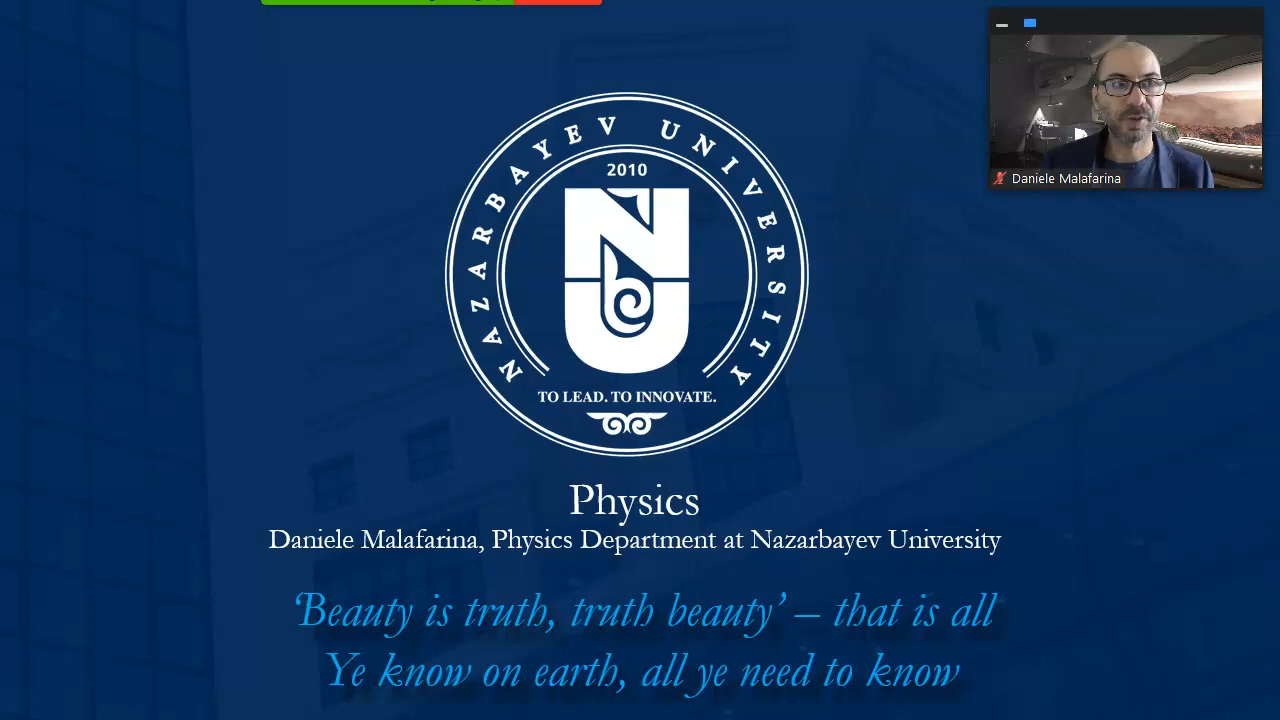 NAZARBAYEV UNIVERSITY
2010
NU
TO LEAD. TO INNOVATE.
Daniele Malafarina
Physics
Daniele Malafarina, Physics Department at Nazarbayev University
‘Beauty is truth, truth beauty’ – that is all
Ye know on earth, all ye need to know